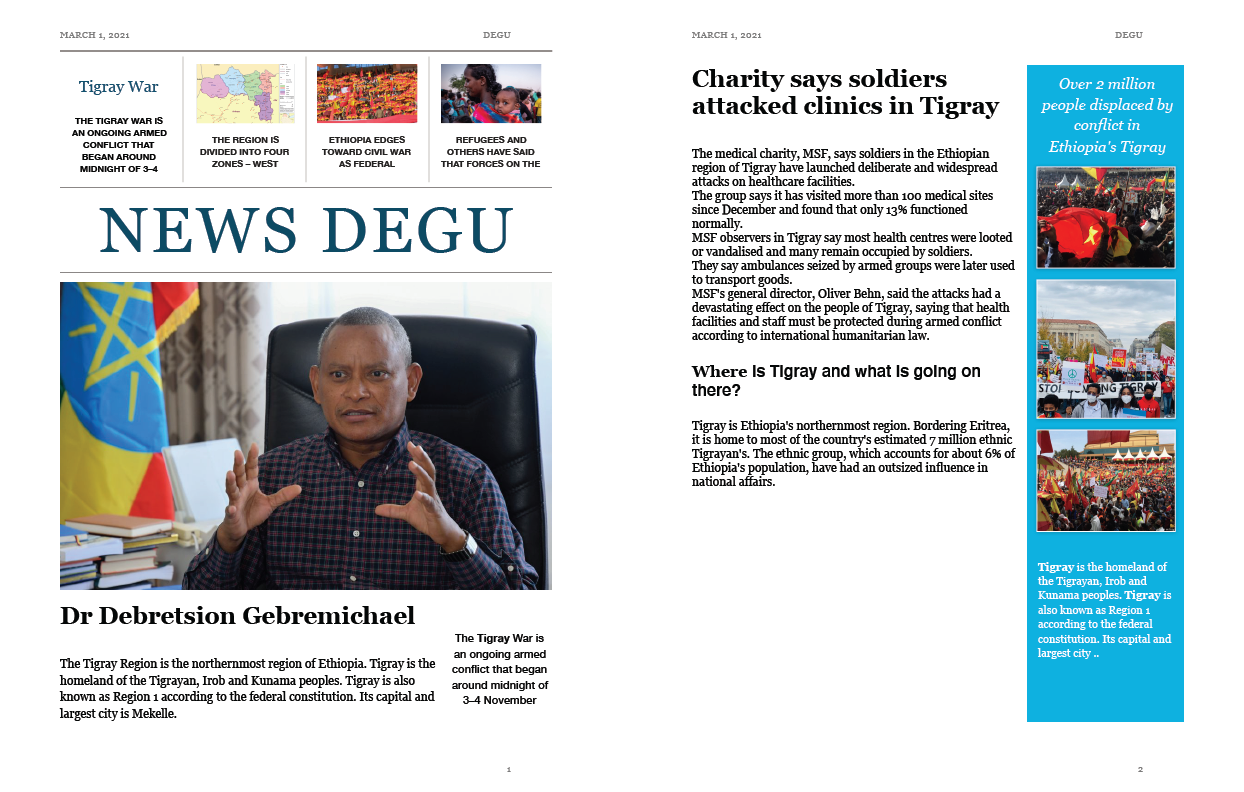 MARCH 1, 2021
DEGU
Tigray War
THE TIGRAY WAR IS
AN ONGOING ARMED
CONFLICT THAT
BEGAN AROUND
MIDNIGHT OF 3–4
THE REGION IS
DIVIDED INTO FOUR
ZONES – WEST
ETHIOPIA EDGES
TOWARD CIVIL WAR
AS FEDERAL
REFUGEES AND
OTHERS HAVE SAID
THAT FORCES ON THE
NEWS DEGU
Dr Debretsion Gebremichael
The Tigray Region is the northernmost region of Ethiopia. Tigray is the
homeland of the Tigrayan, Irob and Kunama peoples. Tigray is also
known as Region 1 according to the federal constitution. Its capital and
largest city is Mekelle.
The Tigray War is
an ongoing armed
conflict that began
around midnight of
3–4 November
1
MARCH 1, 2021
DEGU
Charity says soldiers
attacked clinics in Tigray
The medical charity, MSF, says soldiers in the Ethiopian
region of Tigray have launched deliberate and widespread
attacks on healthcare facilities.
The group says it has visited more than 100 medical sites
since December and found that only 13% functioned
normally.
MSF observers in Tigray say most health centres were looted
or vandalised and many remain occupied by soldiers.
They say ambulances seized by armed groups were later used
to transport goods.
MSF's general director, Oliver Behn, said the attacks had a
devastating effect on the people of Tigray, saying that health
facilities and staff must be protected during armed conflict
according to international humanitarian law.
Where is Tigray and what is going on
there?
Tigray is Ethiopia's northernmost region. Bordering Eritrea,
it is home to most of the country's estimated 7 million ethnic
Tigrayan's. The ethnic group, which accounts for about 6% of
Ethiopia's population, have had an outsized influence in
national affairs.
Over 2 million
people displaced by
conflict in
Ethiopia's Tigray
STOP BOMBING TIGRAY
Tigray is the homeland of
the Tigrayan, Irob and
Kunama peoples. Tigray is
also known as Region 1
according to the federal
constitution. Its capital and
largest city ..
2